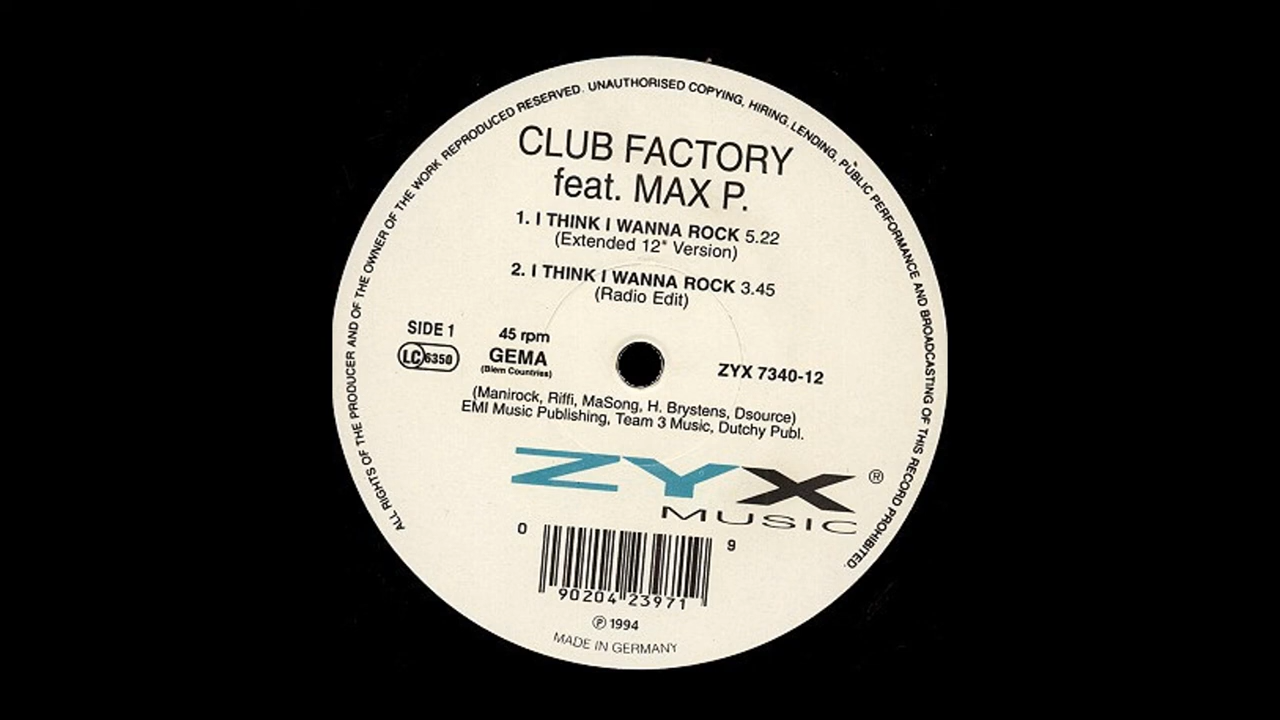 ALL RIGHTS OF THE PRODUCER AND OF THE OWNER OF THE WORK REPRODUCED RESERVED. UNAUTHORISED COPYING, HIRING, LENDING, PUBLIC PERFORMANCE AND BROADCASTING OF THIS RECORD PROHIBITED.
CLUB FACTORY
feat. MAX P.
1. I THINK I WANNA ROCK 5.22
(Extended 12" Version)
2. I THINK I WANNA ROCK 3.45
(Radio Edit)
SIDE 1
LC 6350
45 rpm
GEMA
(Biem Countries)
ZYX 7340-12
(Manirock, Riffi, MaSong, H. Brystens, Dsource)
EMI Music Publishing, Team 3 Music, Dutchy Publ.
ZYX ®
MUSIC
0 90204 23971 9
℗ 1994
MADE IN GERMANY